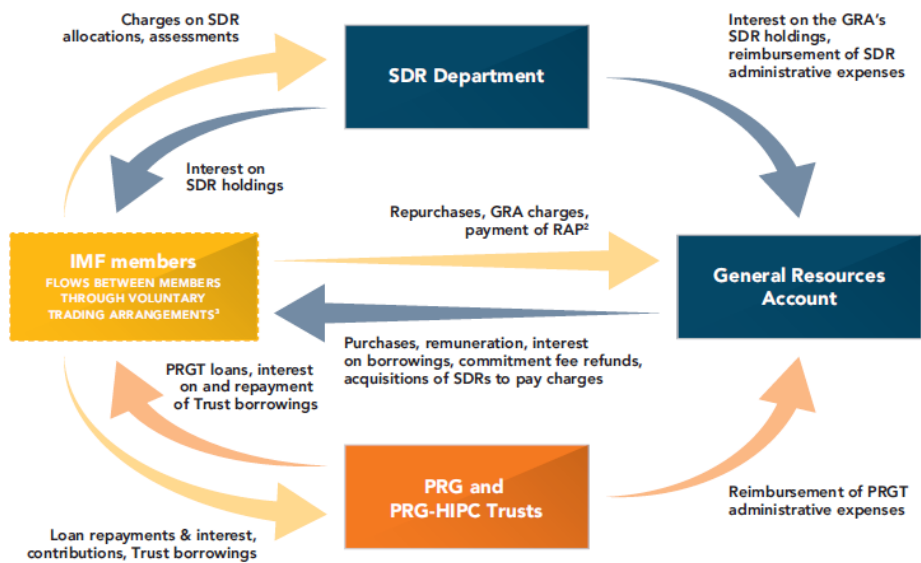 Charges on SDR
allocations, assessments
SDR Department
Interest on the GRA's
SDR holdings,
reimbursement of SDR
administrative expenses
Interest on
SDR holdings
Repurchases, GRA charges,
payment of RAP²
IMF members
FLOWS BETWEEN MEMBERS
THROUGH VOLUNTARY
TRADING ARRANGEMENTS³
General Resources
Account
Purchases, remuneration, interest
on borrowings, commitment fee refunds,
acquisitions of SDRs to pay charges
PRGT loans, interest
on and repayment
of Trust borrowings
PRG and
PRG-HIPC Trusts
Reimbursement of PRGT
administrative expenses
Loan repayments & interest,
contributions, Trust borrowings